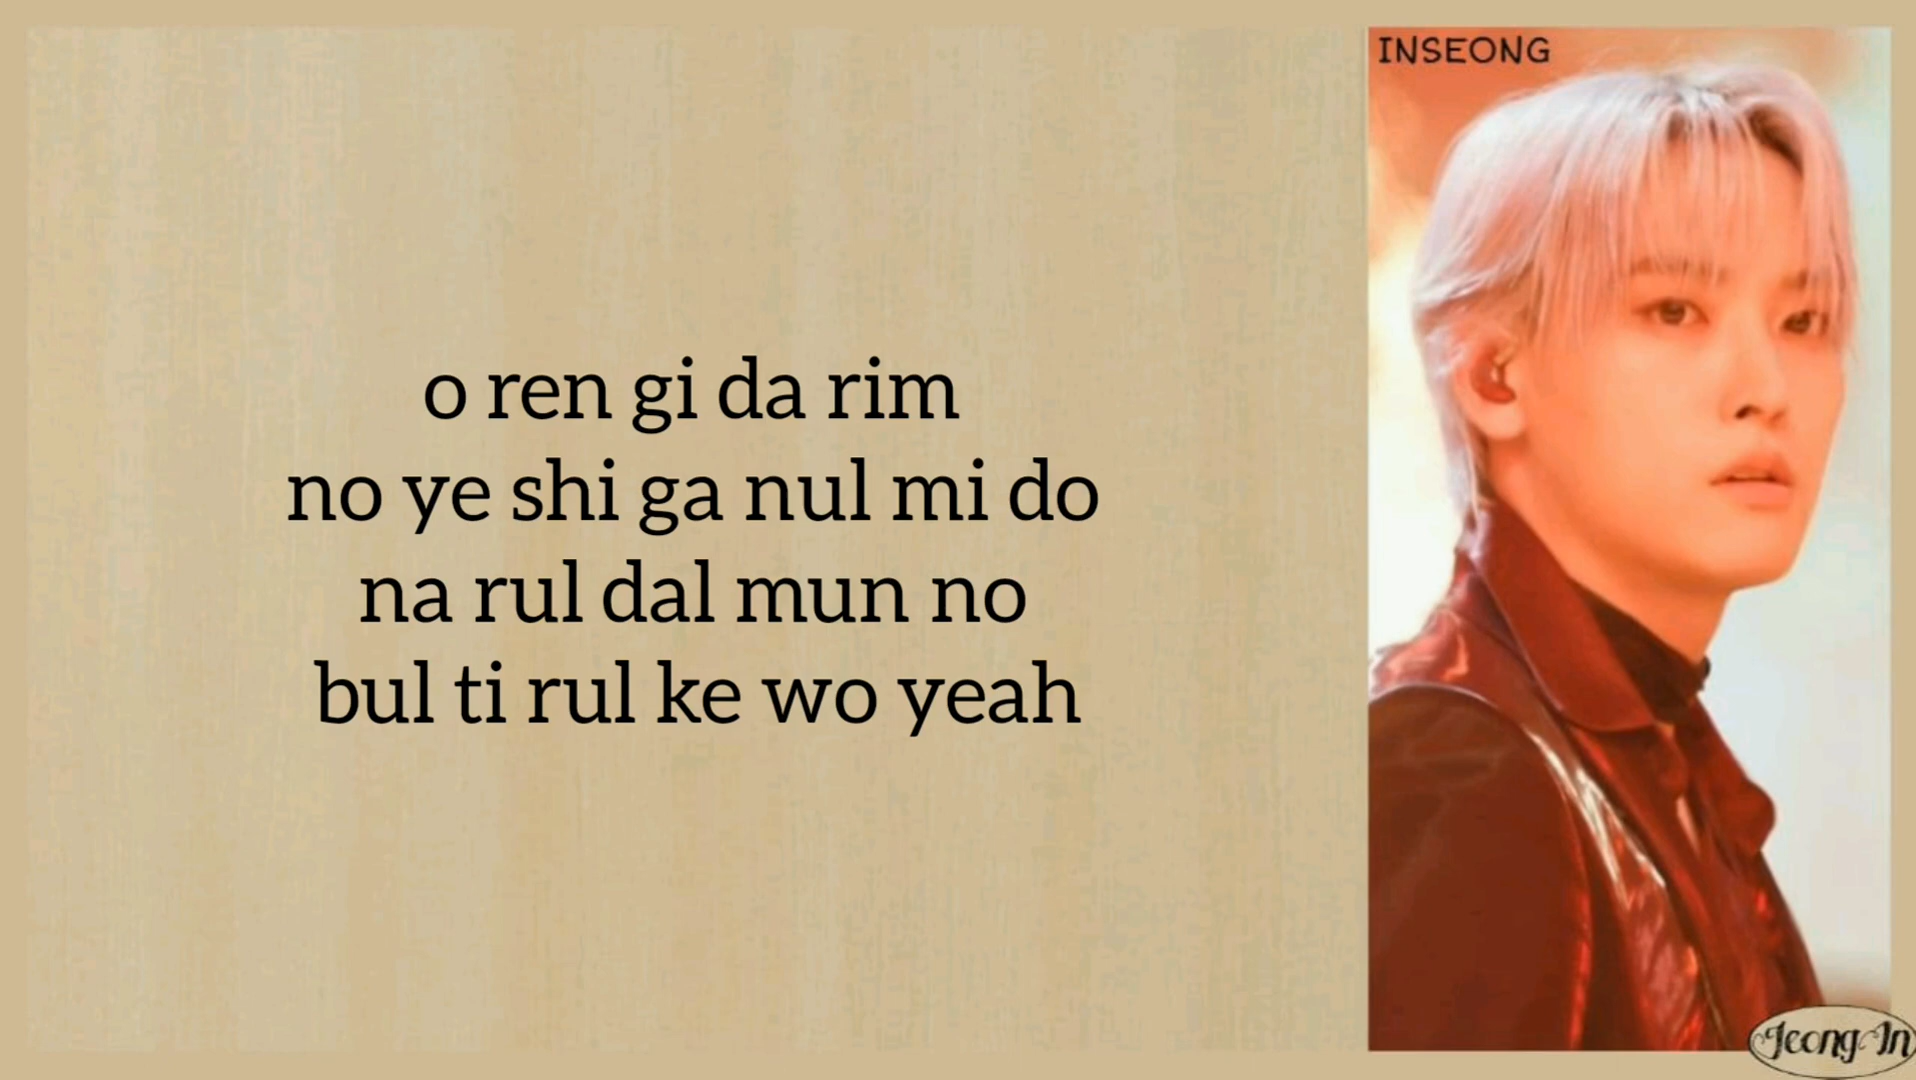 INSEONG
o ren gi da rim
no ye shi ga nul mi do
na rul dal mun no
bul ti rul ke wo yeah
Jeong In